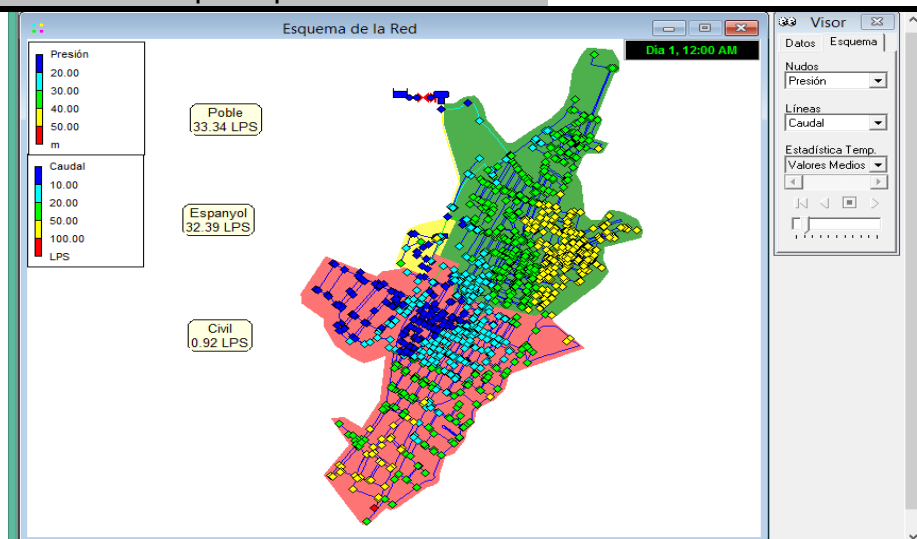 Esquema de la Red
Presión
20.00
30.00
40.00
50.00
m
Caudal
10.00
20.00
50.00
100.00
LPS
Poble
33.34 LPS
Espanyol
32.39 LPS
Civil
0.92 LPS
Día 1, 12:00 AM
Visor
Datos Esquema
Nudos
Presión
Líneas
Caudal
Estadística Temp.
Valores Medios